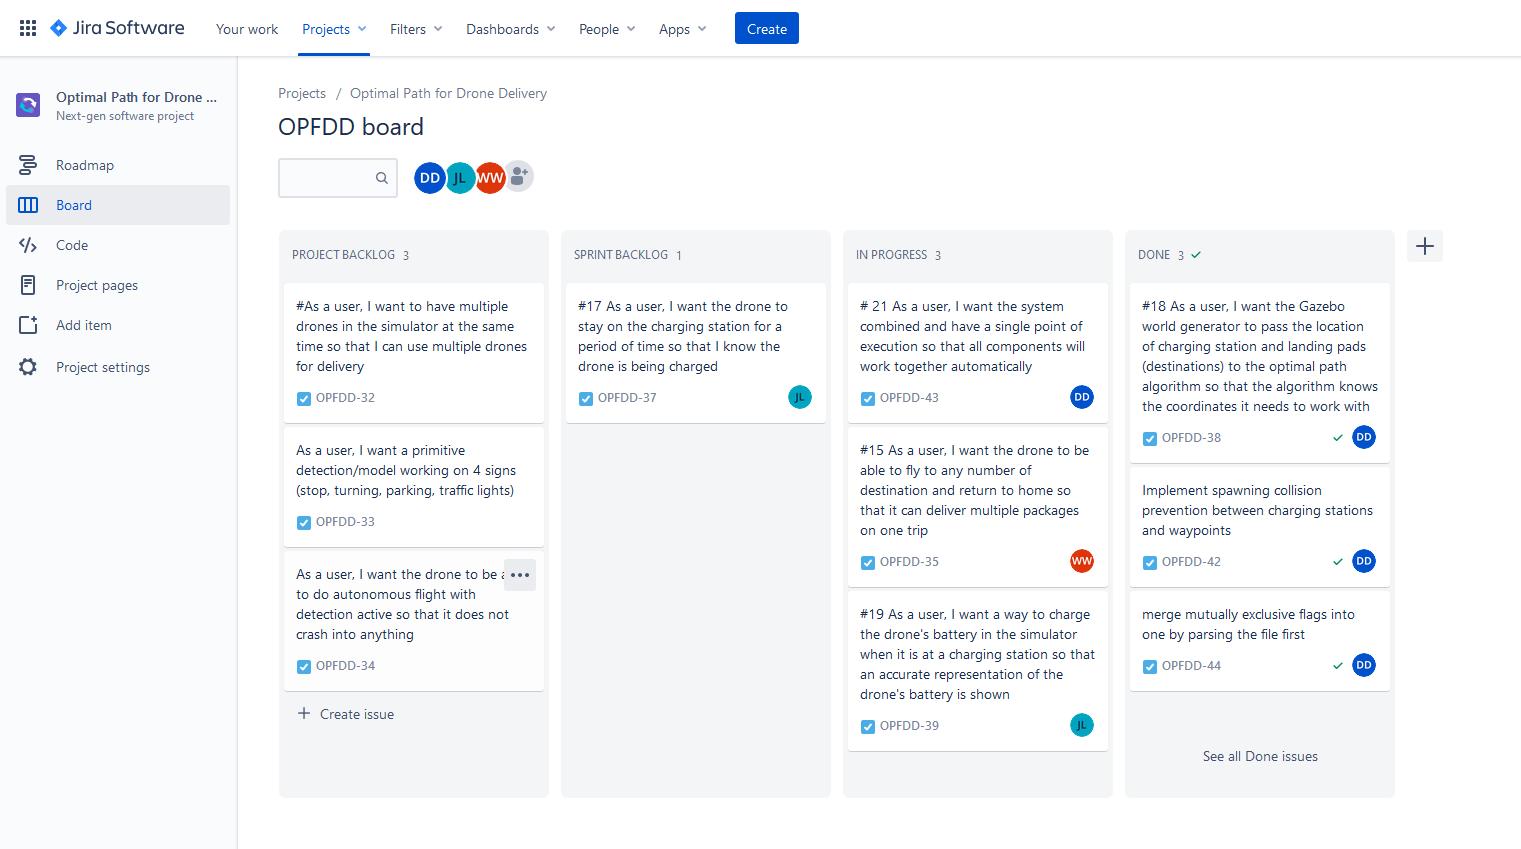 Jira Software
Your work
Projects
Filters
Dashboards
People
Apps
Create
Optimal Path for Drone ...
Next-gen software project
Roadmap
Board
Code
Project pages
Add item
Project settings
Projects / Optimal Path for Drone Delivery
OPFDD board
DD
JL
WW
PROJECT BACKLOG 3
#As a user, I want to have multiple
drones in the simulator at the same
time so that I can use multiple drones
for delivery
OPFDD-32
As a user, I want a primitive
detection/model working on 4 signs
(stop, turning, parking, traffic lights)
OPFDD-33
As a user, I want the drone to be
to do autonomous flight with
detection active so that it does not
crash into anything
OPFDD-34
Create issue
SPRINT BACKLOG 1
#17 As a user, I want the drone to
stay on the charging station for a
period of time so that I know the
drone is being charged
OPFDD-37
JL
IN PROGRESS 3
# 21 As a user, I want the system
combined and have a single point of
execution so that all components will
work together automatically
OPFDD-43
DD
#15 As a user, I want the drone to be
able to fly to any number of
destination and return to home so
that it can deliver multiple packages
on one trip
OPFDD-35
WW
#19 As a user, I want a way to charge
the drone's battery in the simulator
when it is at a charging station so that
an accurate representation of the
drone's battery is shown
OPFDD-39
JL
DONE 3
#18 As a user, I want the Gazebo
world generator to pass the location
of charging station and landing pads
(destinations) to the optimal path
algorithm so that the algorithm knows
the coordinates it needs to work with
OPFDD-38
DD
Implement spawning collision
prevention between charging stations
and waypoints
OPFDD-42
DD
merge mutually exclusive flags into
one by parsing the file first
OPFDD-44
DD
See all Done issues